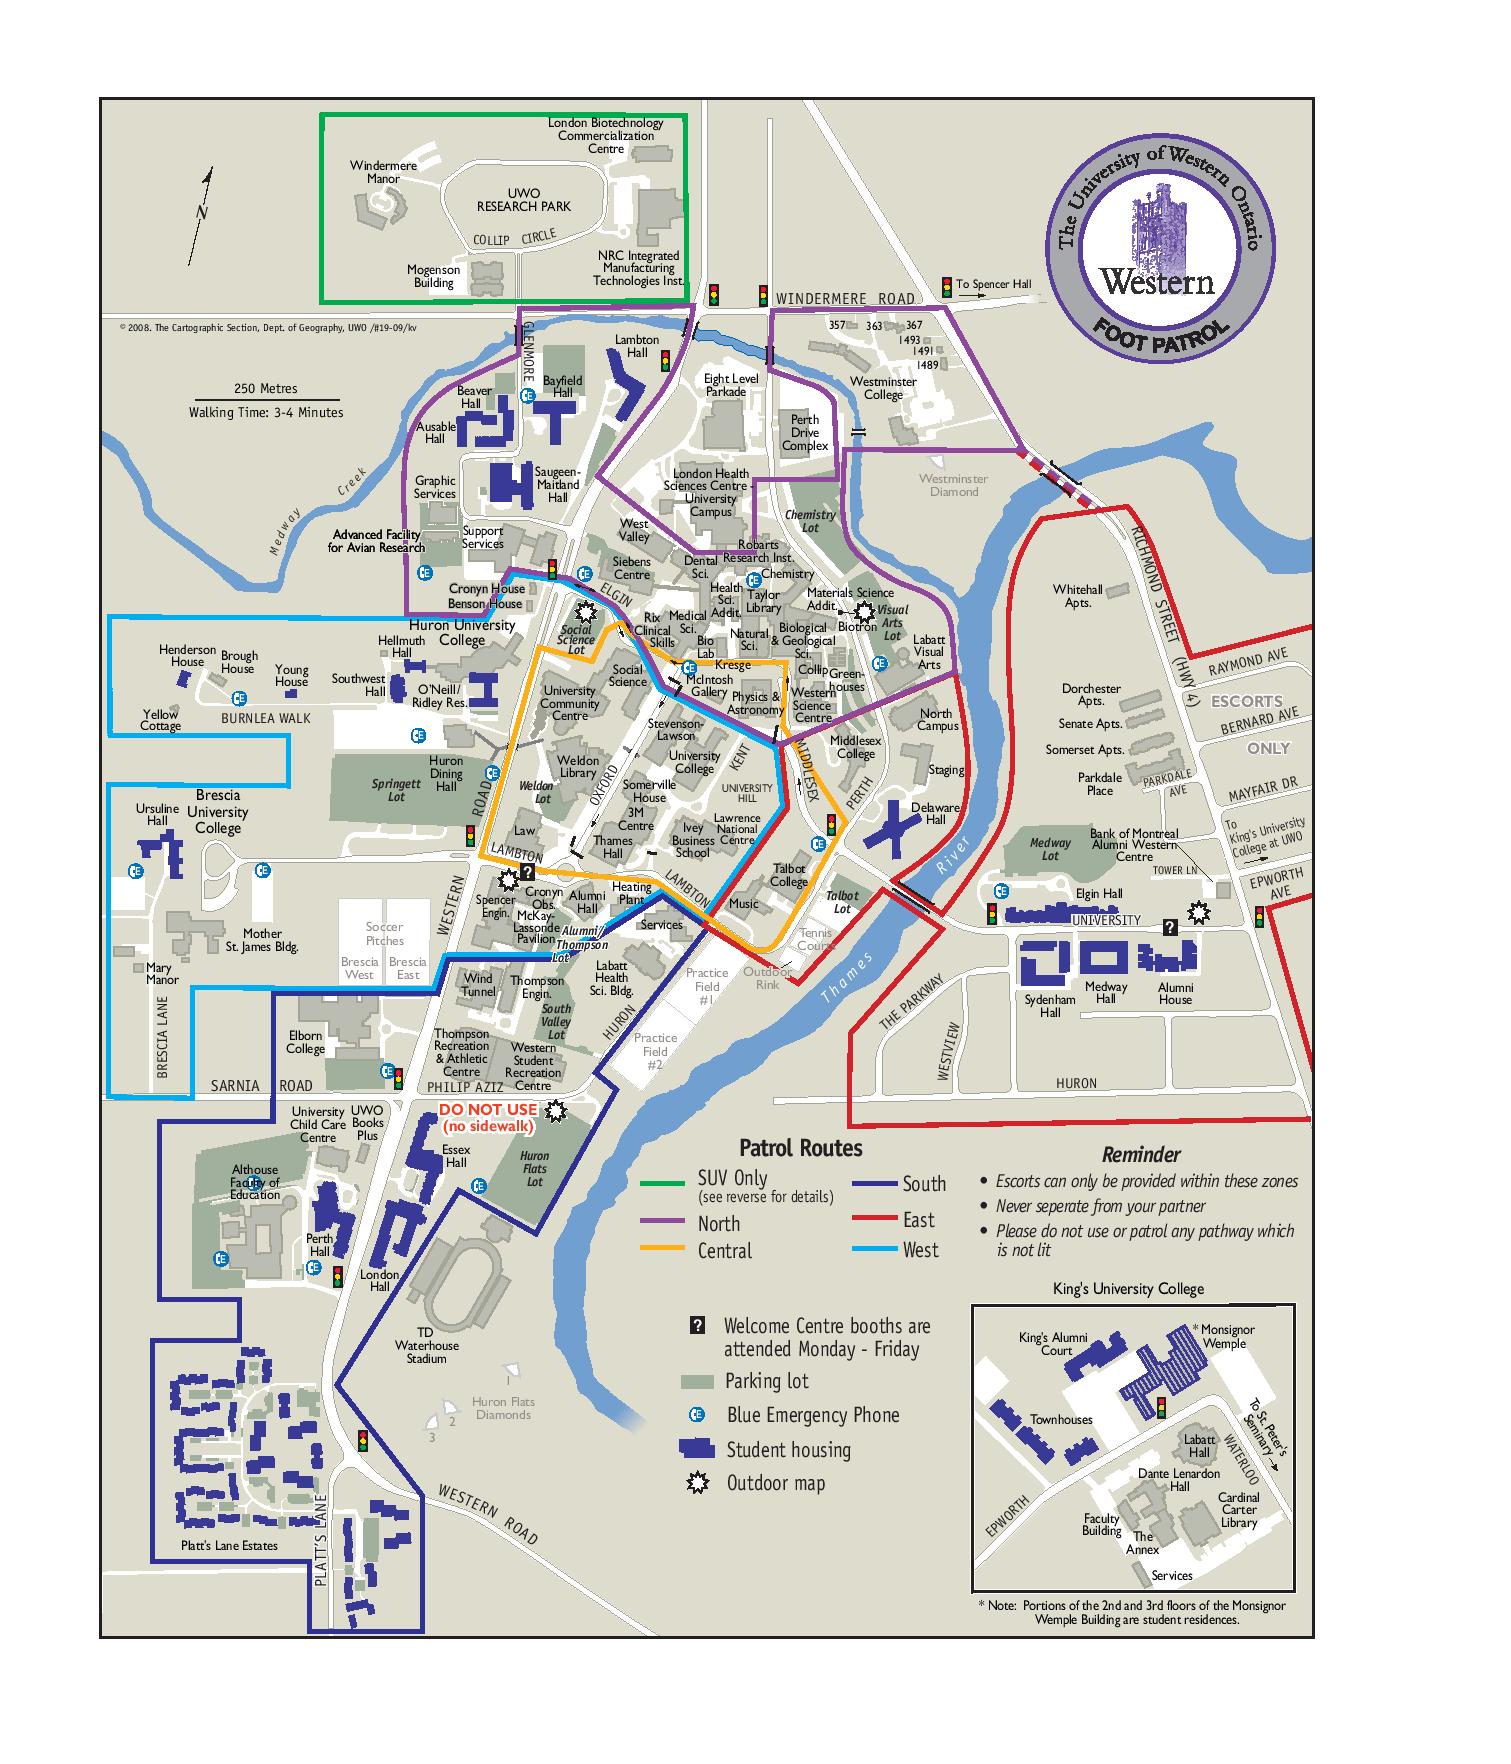 London Biotechnology
Commercialization
Centre
Windermere
Manor
UWO
RESEARCH PARK
COLLIP CIRCLE
Mogenson
Building
NRC Integrated
Manufacturing
Technologies Inst.
N
The University of Western Ontario
Western
FOOT PATROL
To Spencer Hall
WINDERMERE ROAD
© 2008. The Cartographic Section, Dept. of Geography, UWO /#19-09/kv
250 Metres
Walking Time: 3-4 Minutes
GLENMORE
Lambton
Hall
357
363
367
1493
1491
1489
Beaver
Hall
Bayfield
Hall
Eight Level
Parkade
Westminster
College
Ausable
Hall
Perth
Drive
Complex
Medway Creek
Graphic
Services
Saugeen-
Maitland
Hall
London Health
Sciences Centre -
University
Campus
Westminster
Diamond
Chemistry
Lot
Advanced Facility
for Avian Research
Support
Services
West
Valley
Siebens
Centre
Dental
Sci.
Robarts
Research Inst.
Chemistry
Health
Sci.
Addit.
Taylor
Library
Materials Science
Addit.
Biotron
Visual
Arts
Lot
Cronyn House
Benson House
ELGIN
Huron University
College
Social
Science
Lot
Rix
Clinical
Skills
Medical
Sci.
Bio
Lab
Natural
Sci.
Biological
& Geological
Sci.
Labatt
Visual
Arts
Whitehall
Apts.
RICHMOND STREET (HWY 4)
RAYMOND AVE
Henderson
House
Brough
House
Young
House
Hellmuth
Hall
Southwest
Hall
O'Neill/
Ridley Res.
Social
Science
Kresge
McIntosh
Gallery
Physics &
Astronomy
Collip
Western
Science
Centre
Green-
houses
University
Community
Centre
Yellow
Cottage
BURNLEA WALK
Stevenson-
Lawson
North
Campus
Dorchester
Apts.
Senate Apts.
Somerset Apts.
Parkdale
Place
PARKDALE
AVE
ESCORTS
BERNARD AVE
ONLY
MAYFAIR DR
Huron
Dining
Hall
Springett
Lot
Weldon
Library
Weldon
Lot
OXFORD
University
College
KENT
Middlesex
College
MIDDLESEX
PERTH
Staging
Somerville
House
UNIVERSITY
HILL
Brescia
University
College
Ursuline
Hall
ROAD
Law
3M
Centre
Thames
Hall
Ivey
Business
School
Lawrence
National
Centre
Delaware
Hall
Medway
Lot
Bank of Montreal
Alumni Western
Centre
To
King's University
College at UWO
TOWER LN
EPWORTH
AVE
LAMBTON
Talbot
College
Talbot
Lot
Thames River
Elgin Hall
UNIVERSITY
WESTERN
Spencer
Engin.
Cronyn
Obs.
Alumni
Hall
Heating
Plant
LAMBTON
Music
McKay-
Lassonde
Pavilion
Alumni/
Thompson
Lot
Services
Tennis
Courts
Mother
St. James Bldg.
Soccer
Pitches
Brescia
West
Brescia
East
Mary
Manor
BRESCIA LANE
Wind
Tunnel
Thompson
Engin.
Labatt
Health
Sci. Bldg.
Practice
Field
#1
Outdoor
Rink
Sydenham
Hall
Medway
Hall
Alumni
House
THE PARKWAY
WESTVIEW
South
Valley
Lot
HURON
Practice
Field
#2
Elborn
College
Thompson
Recreation
& Athletic
Centre
Western
Student
Recreation
Centre
SARNIA ROAD
PHILIP AZIZ
HURON
DO NOT USE
(no sidewalk)
University
Child Care
Centre
UWO
Books
Plus
Essex
Hall
Huron
Flats
Lot
Althouse
Faculty of
Education
Perth
Hall
London
Hall
TD
Waterhouse
Stadium
Huron Flats
Diamonds
1
2
3
Platt's Lane Estates
PLATT'S LANE
WESTERN ROAD
Patrol Routes
SUV Only
(see reverse for details)
North
Central
South
East
West
Reminder
• Escorts can only be provided within these zones
• Never seperate from your partner
• Please do not use or patrol any pathway which
is not lit
? Welcome Centre booths are
attended Monday - Friday
Parking lot
Blue Emergency Phone
Student housing
Outdoor map
King's University College
King's Alumni
Court
* Monsignor
Wemple
Townhouses
Labatt
Hall
To St. Peter's
Seminary
WATERLOO
Dante Lenardon
Hall
Cardinal
Carter
Library
EPWORTH
Faculty
Building
The
Annex
Services
* Note: Portions of the 2nd and 3rd floors of the Monsignor
Wemple Building are student residences.